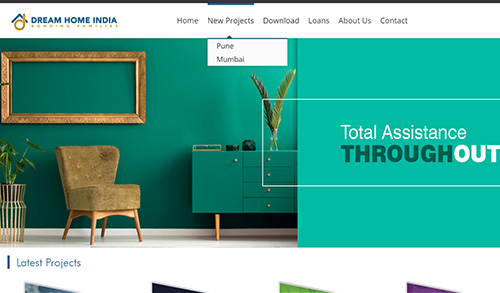 DREAM HOME INDIA
BONDING FAMILIES
Home New Projects Download Loans About Us Contact
Pune
Mumbai
Total Assistance
THROUGHOUT
Latest Projects